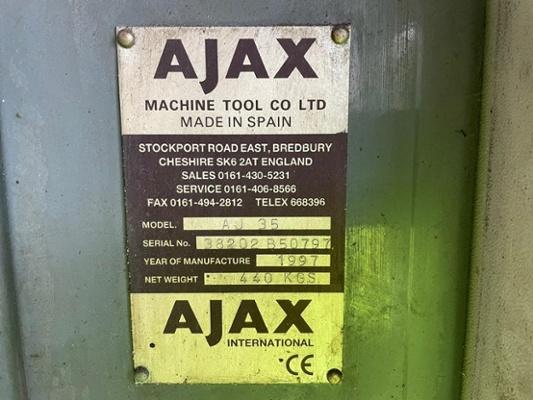 AJAX
MACHINE TOOL CO LTD
MADE IN SPAIN
STOCKPORT ROAD EAST, BREDBURY
CHESHIRE SK6 2AT ENGLAND
SALES 0161-430-5231
SERVICE 0161-406-8566
FAX 0161-494-2812 TELEX 668396
MODEL. AJ 35
SERIAL No. 38202 B50797
YEAR OF MANUFACTURE 1997
NET WEIGHT 440 KGS
AJAX
INTERNATIONAL
CE